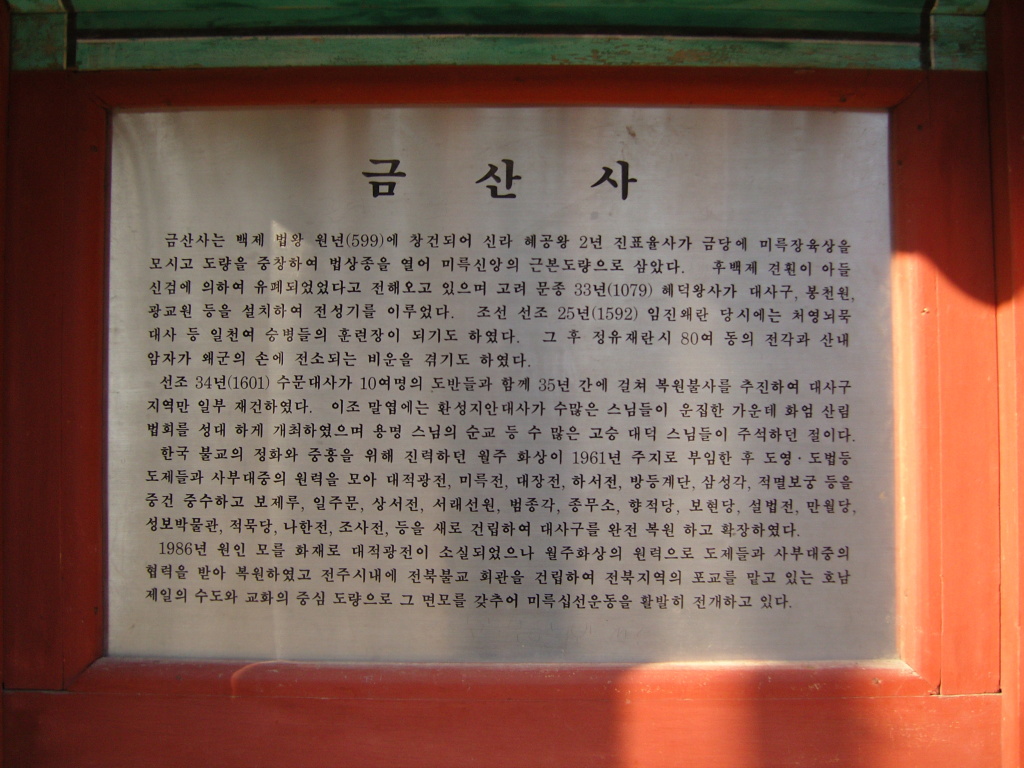 금 산 사
금산사는 백제 법왕 원년(599)에 창건되어 신라 혜공왕 2년 진표율사가 금당에 미륵장육상을
모시고 도량을 중창하여 법상종을 열어 미륵신앙의 근본도량으로 삼았다. 후백제 견훤이 아들
신검에 의하여 유폐되었었다고 전해오고 있으며 고려 문종 33년(1079) 혜덕왕사가 대사구, 봉천원,
광교원 등을 설치하여 전성기를 이루었다. 조선 선조 25년(1592) 임진왜란 당시에는 처영뇌묵
대사 등 일천여 승병들의 훈련장이 되기도 하였다. 그 후 정유재란시 80여 동의 전각과 산내
암자가 왜군의 손에 전소되는 비운을 겪기도 하였다.
선조 34년(1601) 수문대사가 10여명의 도반들과 함께 35년 간에 걸쳐 복원불사를 추진하여 대사구
지역만 일부 재건하였다. 이조 말엽에는 환성지안대사가 수많은 스님들이 운집한 가운데 화엄 산림
법회를 성대 하게 개최하였으며 용명 스님의 순교 등 수 많은 고승 대덕 스님들이 주석하던 절이다.
한국 불교의 정화와 중흥을 위해 진력하던 월주 화상이 1961년 주지로 부임한 후 도영·도법등
도제들과 사부대중의 원력을 모아 대적광전, 미륵전, 대장전, 하서전, 방등계단, 삼성각, 적멸보궁 등을
중건 중수하고 보제루, 일주문, 상서전, 서래선원, 범종각, 종무소, 향적당, 보현당, 설법전, 만월당,
성보박물관, 적묵당, 나한전, 조사전, 등을 새로 건립하여 대사구를 완전 복원 하고 확장하였다.
1986년 원인 모를 화재로 대적광전이 소실되었으나 월주화상의 원력으로 도제들과 사부대중의
협력을 받아 복원하였고 전주시내에 전북불교 회관을 건립하여 전북지역의 포교를 맡고 있는 호남
제일의 수도와 교화의 중심 도량으로 그 면모를 갖추어 미륵십선운동을 활발히 전개하고 있다.